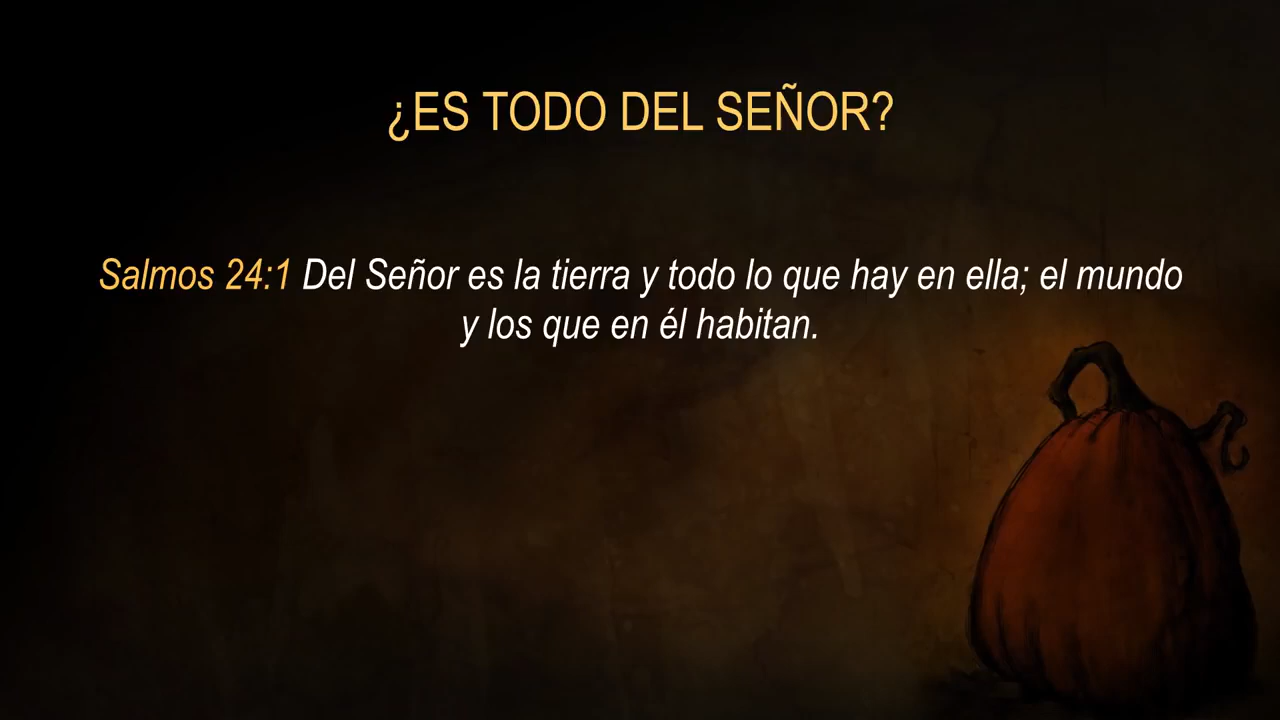 ¿ES TODO DEL SEÑOR?
Salmos 24:1 Del Señor es la tierra y todo lo que hay en ella; el mundo
y los que en él habitan.